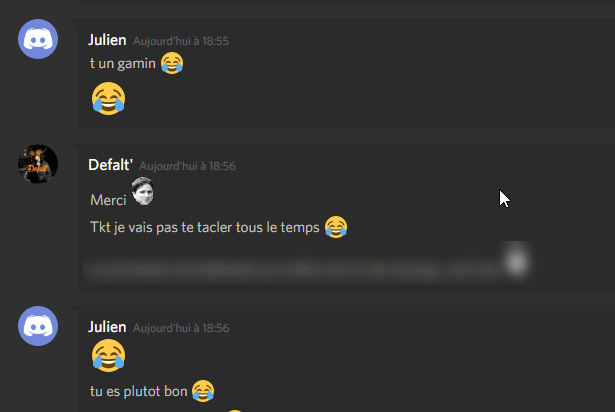 Julien Aujourd'hui à 18:55
t un gamin 😂
😂
Defalt' Aujourd'hui à 18:56
Merci
Tkt je vais pas te tacler tous le temps 😂
Julien Aujourd'hui à 18:56
😂
tu es plutot bon 😂